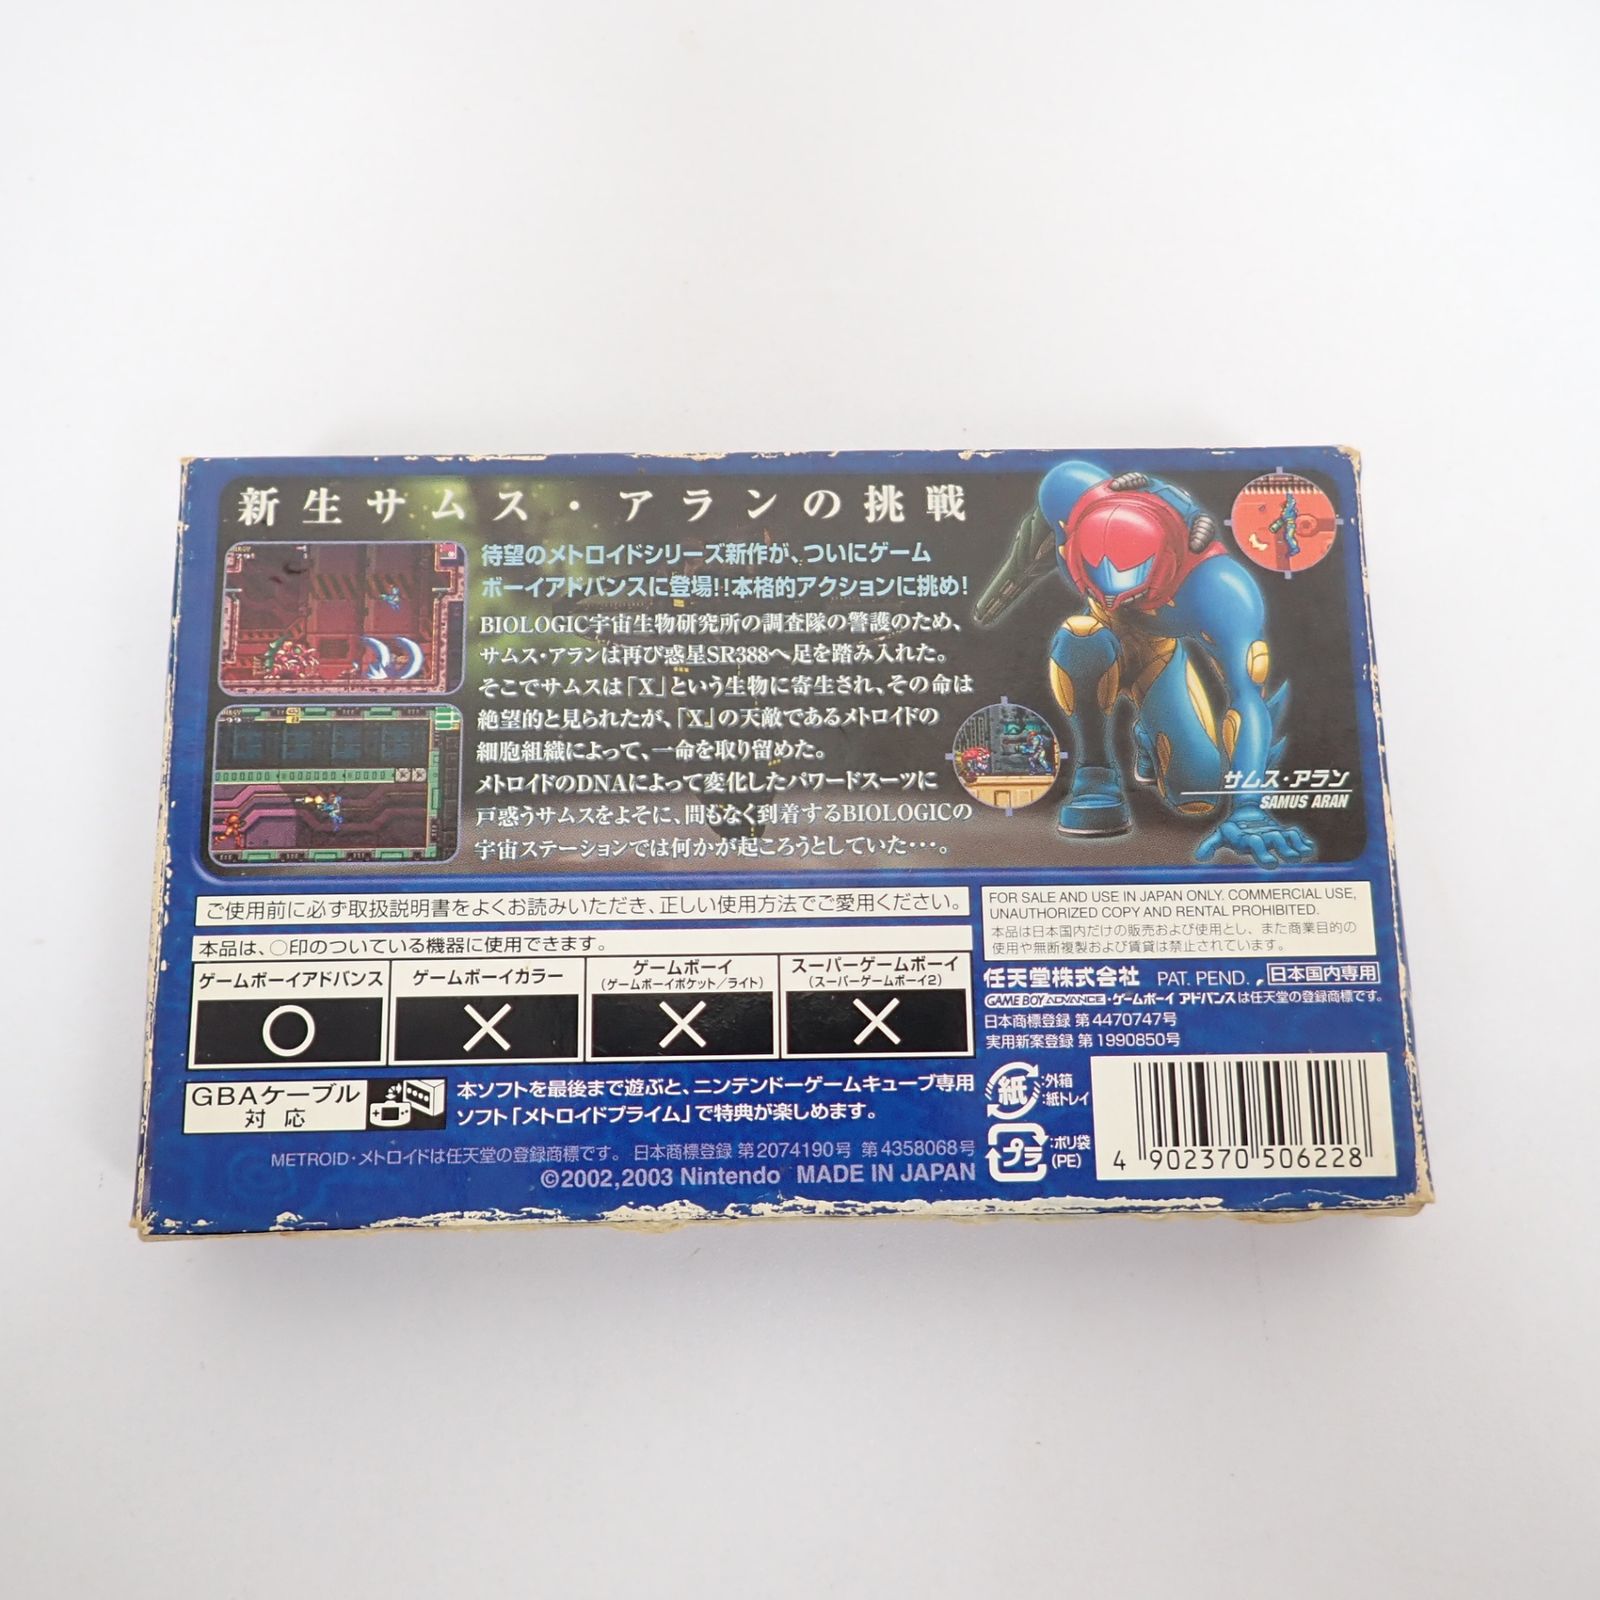 新生サムス・アランの挑戦
待望のメトロイドシリーズ新作が、ついにゲーム
ボーイアドバンスに登場!!本格的アクションに挑め!
BIOLOGIC宇宙生物研究所の調査隊の警護のため、
サムス・アランは再び惑星SR388へ足を踏み入れた。
そこでサムスは「X」という生物に寄生され、その命は
絶望的と見られたが、「X」の天敵であるメトロイドの
細胞組織によって、一命を取り留めた。
メトロイドのDNAによって変化したパワードスーツに
戸惑うサムスをよそに、間もなく到着するBIOLOGICの
宇宙ステーションでは何かが起ころうとしていた・・・。
サムス・アラン
SAMUS ARAN
ご使用前に必ず取扱説明書をよくお読みいただき、正しい使用方法でご愛用ください。
本品は、○印のついている機器に使用できます。
ゲームボーイアドバンス
○
ゲームボーイカラー
×
ゲームボーイ
(ゲームボーイポケット/ライト)
×
スーパーゲームボーイ
(スーパーゲームボーイ2)
×
GBAケーブル
対応
本ソフトを最後まで遊ぶと、ニンテンドーゲームキューブ専用
ソフト「メトロイドプライム」で特典が楽しめます。
METROID・メトロイドは任天堂の登録商標です。 日本商標登録 第2074190号 第4358068号
©2002,2003 Nintendo MADE IN JAPAN
FOR SALE AND USE IN JAPAN ONLY. COMMERCIAL USE,
UNAUTHORIZED COPY AND RENTAL PROHIBITED.
本品は日本国内だけの販売および使用とし、また商業目的の
使用や無断複製および賃貸は禁止されています。
任天堂株式会社 PAT. PEND. 日本国内専用
GAME BOY ADVANCE・ゲームボーイ アドバンスは任天堂の登録商標です。
日本商標登録 第4470747号
実用新案登録 第1990850号
紙 :外箱
:紙トレイ
プラ :ポリ袋
(PE)
4 902370 506228